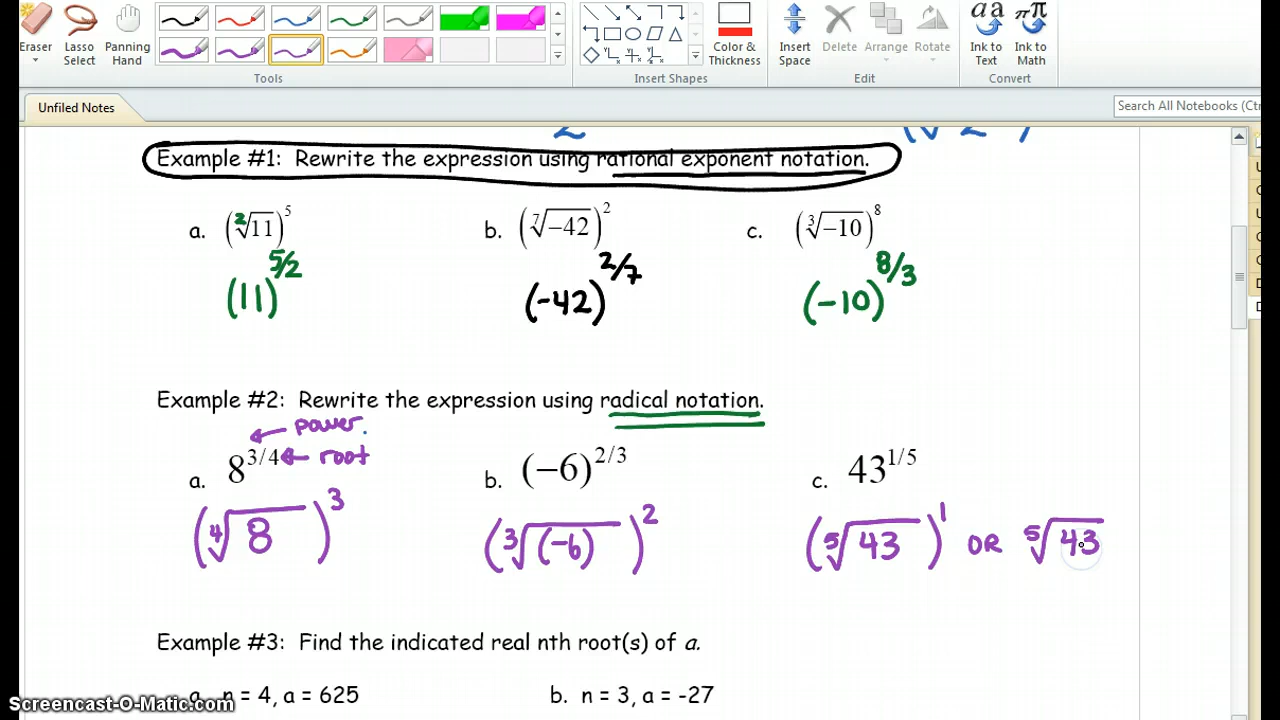 Eraser Lasso Select Panning Hand Color & Thickness Insert Space Delete Arrange Rotate Ink to Text Ink to Math
Tools Insert Shapes Edit Convert
Unfiled Notes Search All Notebooks (Ctr
Example #1: Rewrite the expression using rational exponent notation.
a. (²√11)⁵ b. (⁷√−42)² c. (³√−10)⁸
(11)^5/2 (-42)^2/7 (-10)^8/3
Example #2: Rewrite the expression using radical notation.
← power.
a. 8^3/4 ← root b. (−6)^2/3 c. 43^1/5
(⁴√8)³ (³√(-6))² (⁵√43)¹ OR ⁵√43
Example #3: Find the indicated real nth root(s) of a.
a. n = 4, a = 625 b. n = 3, a = -27
Screencast-O-Matic.com